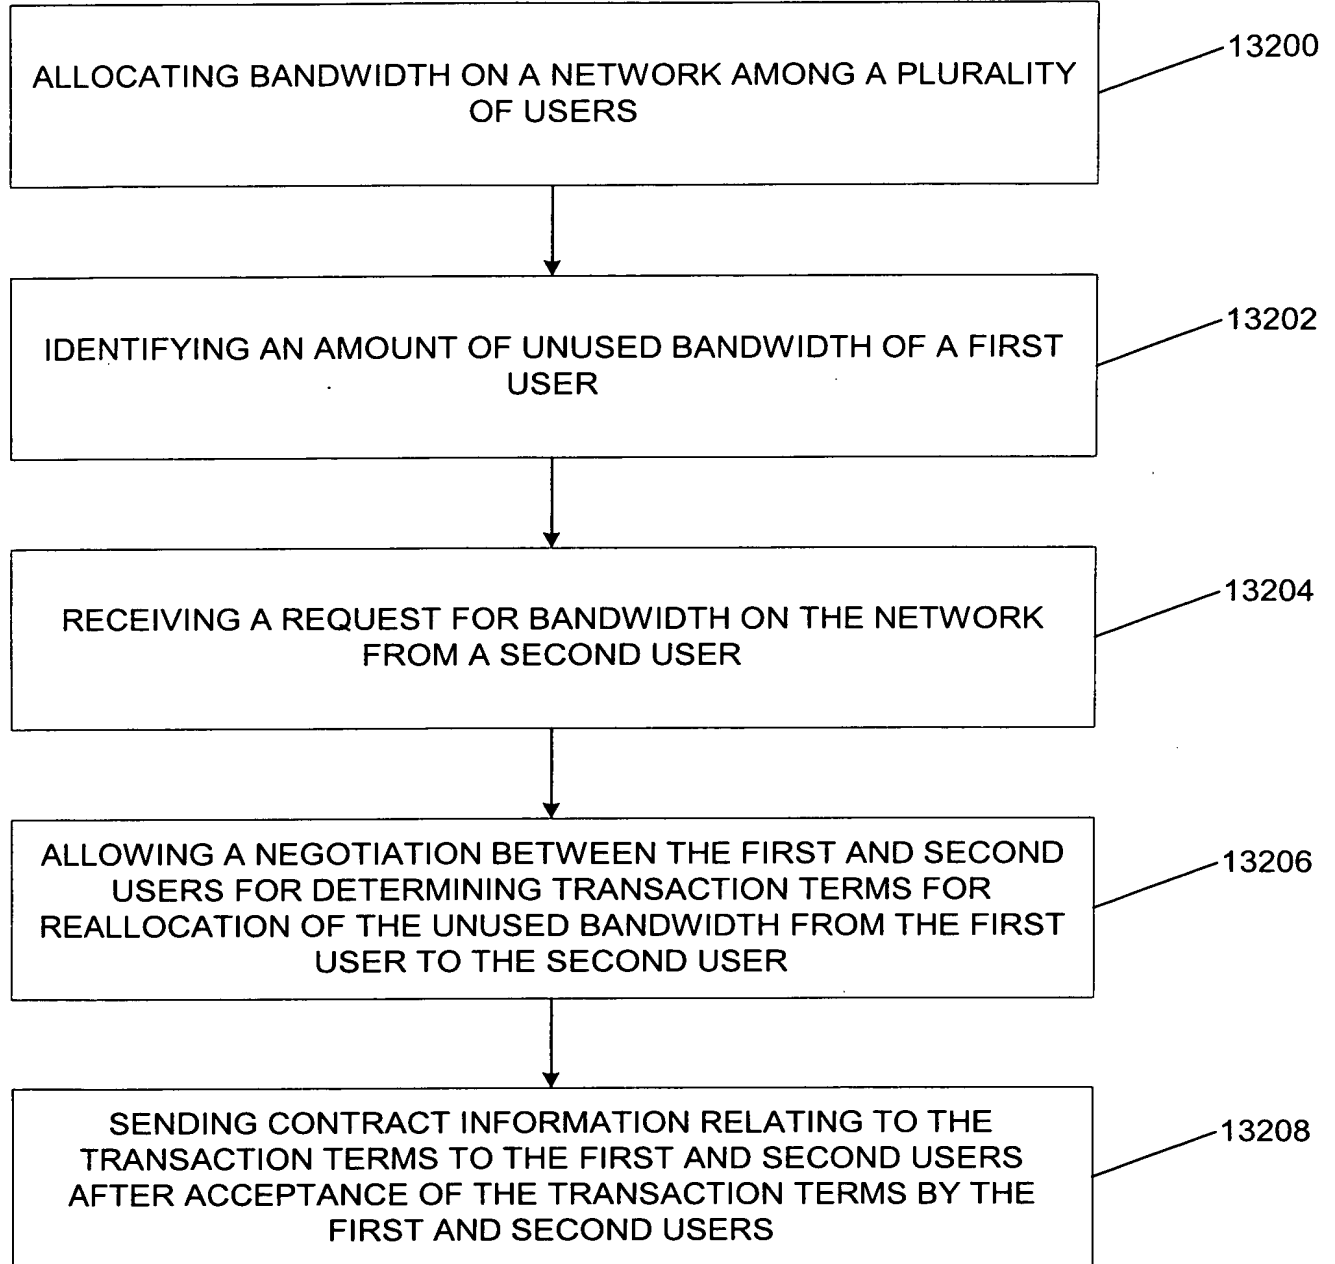 ALLOCATING BANDWIDTH ON A NETWORK AMONG A PLURALITY
OF USERS
13200
IDENTIFYING AN AMOUNT OF UNUSED BANDWIDTH OF A FIRST
USER
13202
RECEIVING A REQUEST FOR BANDWIDTH ON THE NETWORK
FROM A SECOND USER
13204
ALLOWING A NEGOTIATION BETWEEN THE FIRST AND SECOND
USERS FOR DETERMINING TRANSACTION TERMS FOR
REALLOCATION OF THE UNUSED BANDWIDTH FROM THE FIRST
USER TO THE SECOND USER
13206
SENDING CONTRACT INFORMATION RELATING TO THE
TRANSACTION TERMS TO THE FIRST AND SECOND USERS
AFTER ACCEPTANCE OF THE TRANSACTION TERMS BY THE
FIRST AND SECOND USERS
13208